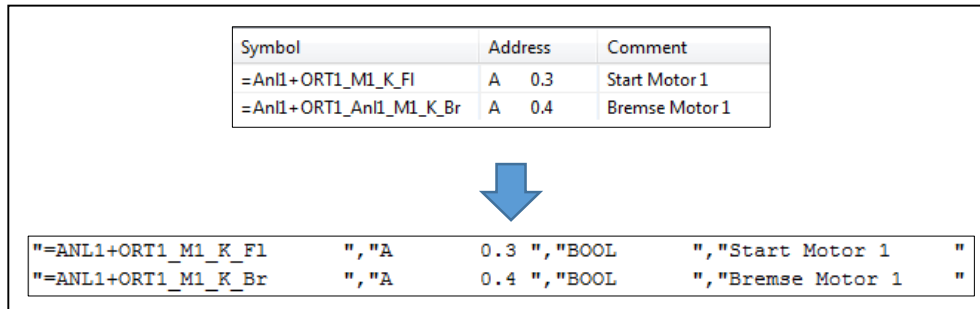 Symbol Address Comment
=Anl1+ORT1_M1_K_Fl A 0.3 Start Motor 1
=Anl1+ORT1_Anl1_M1_K_Br A 0.4 Bremse Motor 1
"=ANL1+ORT1_M1_K_Fl ","A 0.3 ","BOOL ","Start Motor 1 "
"=ANL1+ORT1_M1_K_Br ","A 0.4 ","BOOL ","Bremse Motor 1 "